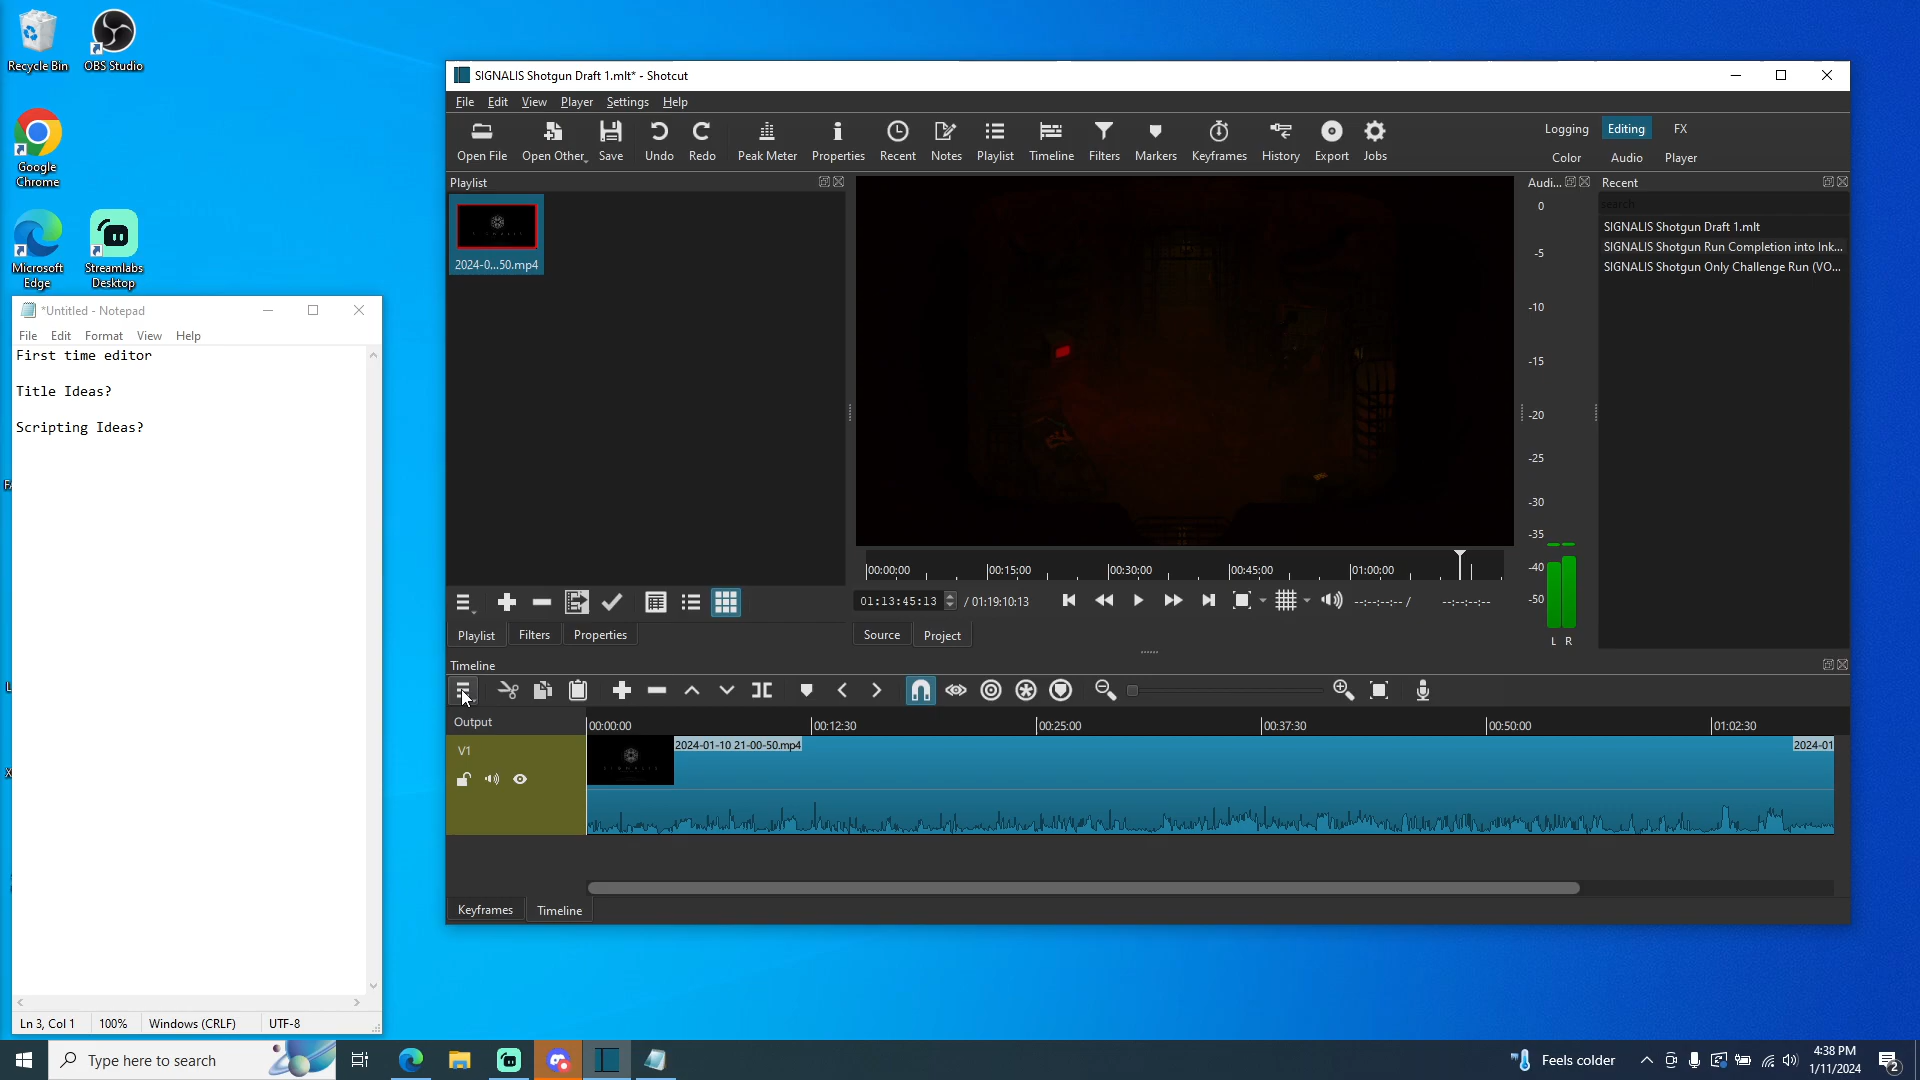 Recycle Bin
OBS Studio
Google
Chrome
Microsoft
Edge
Streamlabs
Desktop
*Untitled - Notepad
File Edit Format View Help
First time editor
Title Ideas?
Scripting Ideas?
Ln 3, Col 1 100% Windows (CRLF) UTF-8
SIGNALIS Shotgun Draft 1.mlt* - Shotcut
File Edit View Player Settings Help
Open File Open Other Save Undo Redo Peak Meter Properties Recent Notes Playlist Timeline Filters Markers Keyframes History Export Jobs
Logging Editing FX
Color Audio Player
Playlist
2024-0...50.mp4
Audi...
0
-5
-10
-15
-20
-25
-30
-35
-40
-50
L R
Recent
search
SIGNALIS Shotgun Draft 1.mlt
SIGNALIS Shotgun Run Completion into Ink...
SIGNALIS Shotgun Only Challenge Run (VO...
00:00:00 00:15:00 00:30:00 00:45:00 01:00:00
01:13:45:13 / 01:19:10:13 --:--:--:-- / --:--:--:--
Playlist Filters Properties
Source Project
Timeline
Output
00:00:00 00:12:30 00:25:00 00:37:30 00:50:00 01:02:30
V1
SIGNALIS
2024-01-10 21-00-50.mp4
2024-01
Keyframes Timeline
Type here to search
Feels colder
4:38 PM
1/11/2024
2